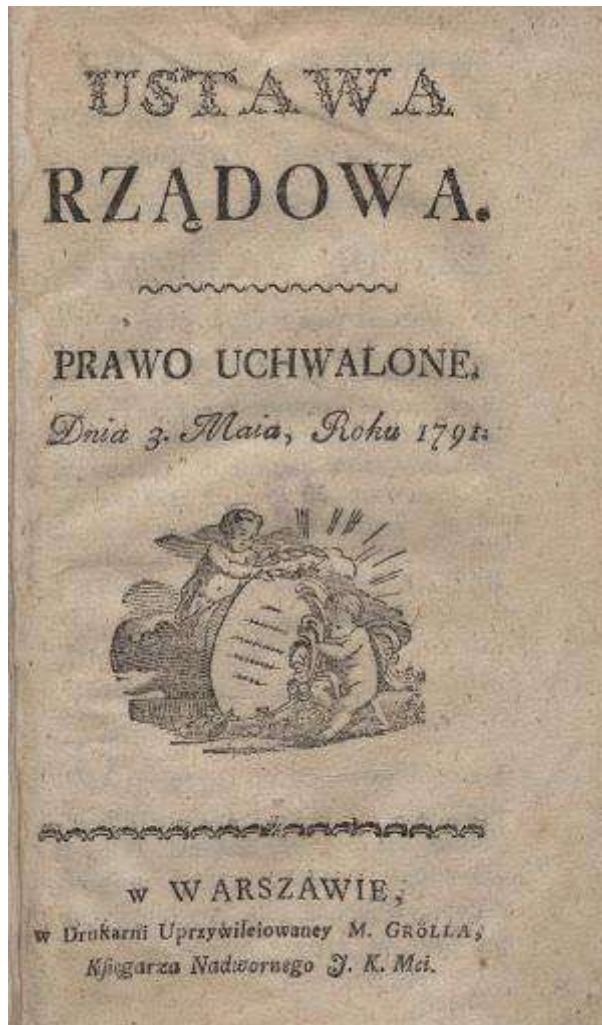 USTAWA
RZĄDOWA.
PRAWO UCHWALONE.
Dnia 3. Maia, Roku 1791.
w WARSZAWIE,
w Drukarni Uprzywileiowaney M. GRÖLLA,
Księgarza Nadwornego J. K. Mci.